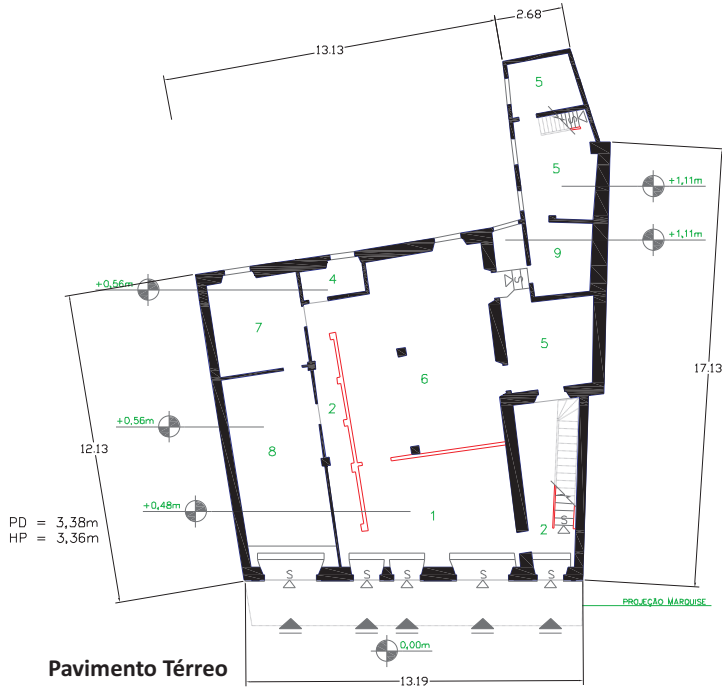 2.68
13.13
5
S
5
+1,11m
+1,11m
9
4
+0,56m
S
7
5
6
17.13
2
+0,56m
8
12.13
+0,48m
1
PD = 3,38m
HP = 3,36m
2
S
S
S
S
S
S
PROJEÇÃO MARQUISE
0,00m
Pavimento Térreo
13.19